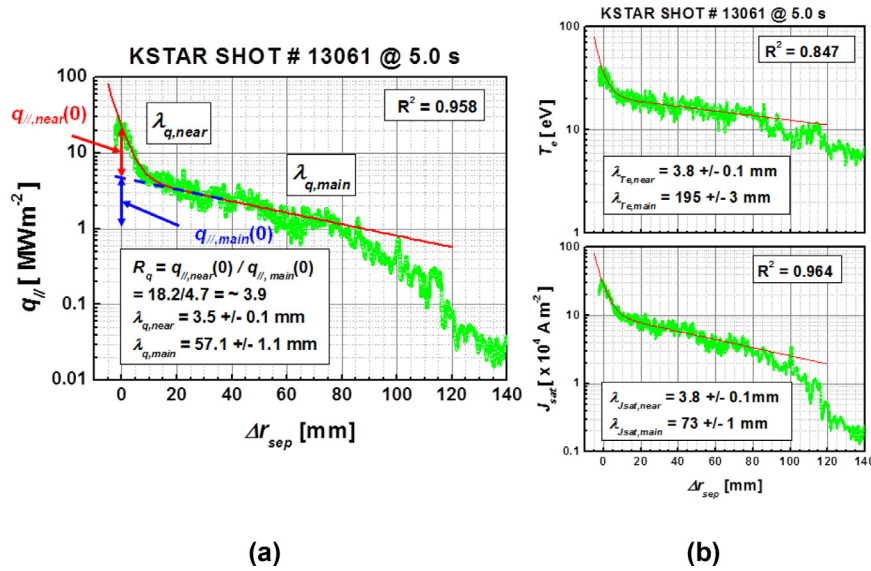 KSTAR SHOT # 13061 @ 5.0 s
100
10
1
0.1
0.01
q// [ MWm-2 ]
q//,near(0)
λq,near
R2 = 0.958
λq,main
q//,main(0)
Rq = q//,near(0) / q//, main(0)
= 18.2/4.7 = ~ 3.9
λq,near = 3.5 +/- 0.1 mm
λq,main = 57.1 +/- 1.1 mm
0 20 40 60 80 100 120 140
Δrsep [mm]
(a)
KSTAR SHOT # 13061 @ 5.0 s
100
10
1
Te [eV]
R2 = 0.847
λTe,near = 3.8 +/- 0.1 mm
λTe,main = 195 +/- 3 mm
100
10
1
0.1
Jsat [ x 104 A m-2]
R2 = 0.964
λJsat,near = 3.8 +/- 0.1mm
λJsat,main = 73 +/- 1 mm
0 20 40 60 80 100 120 140
Δrsep [mm]
(b)